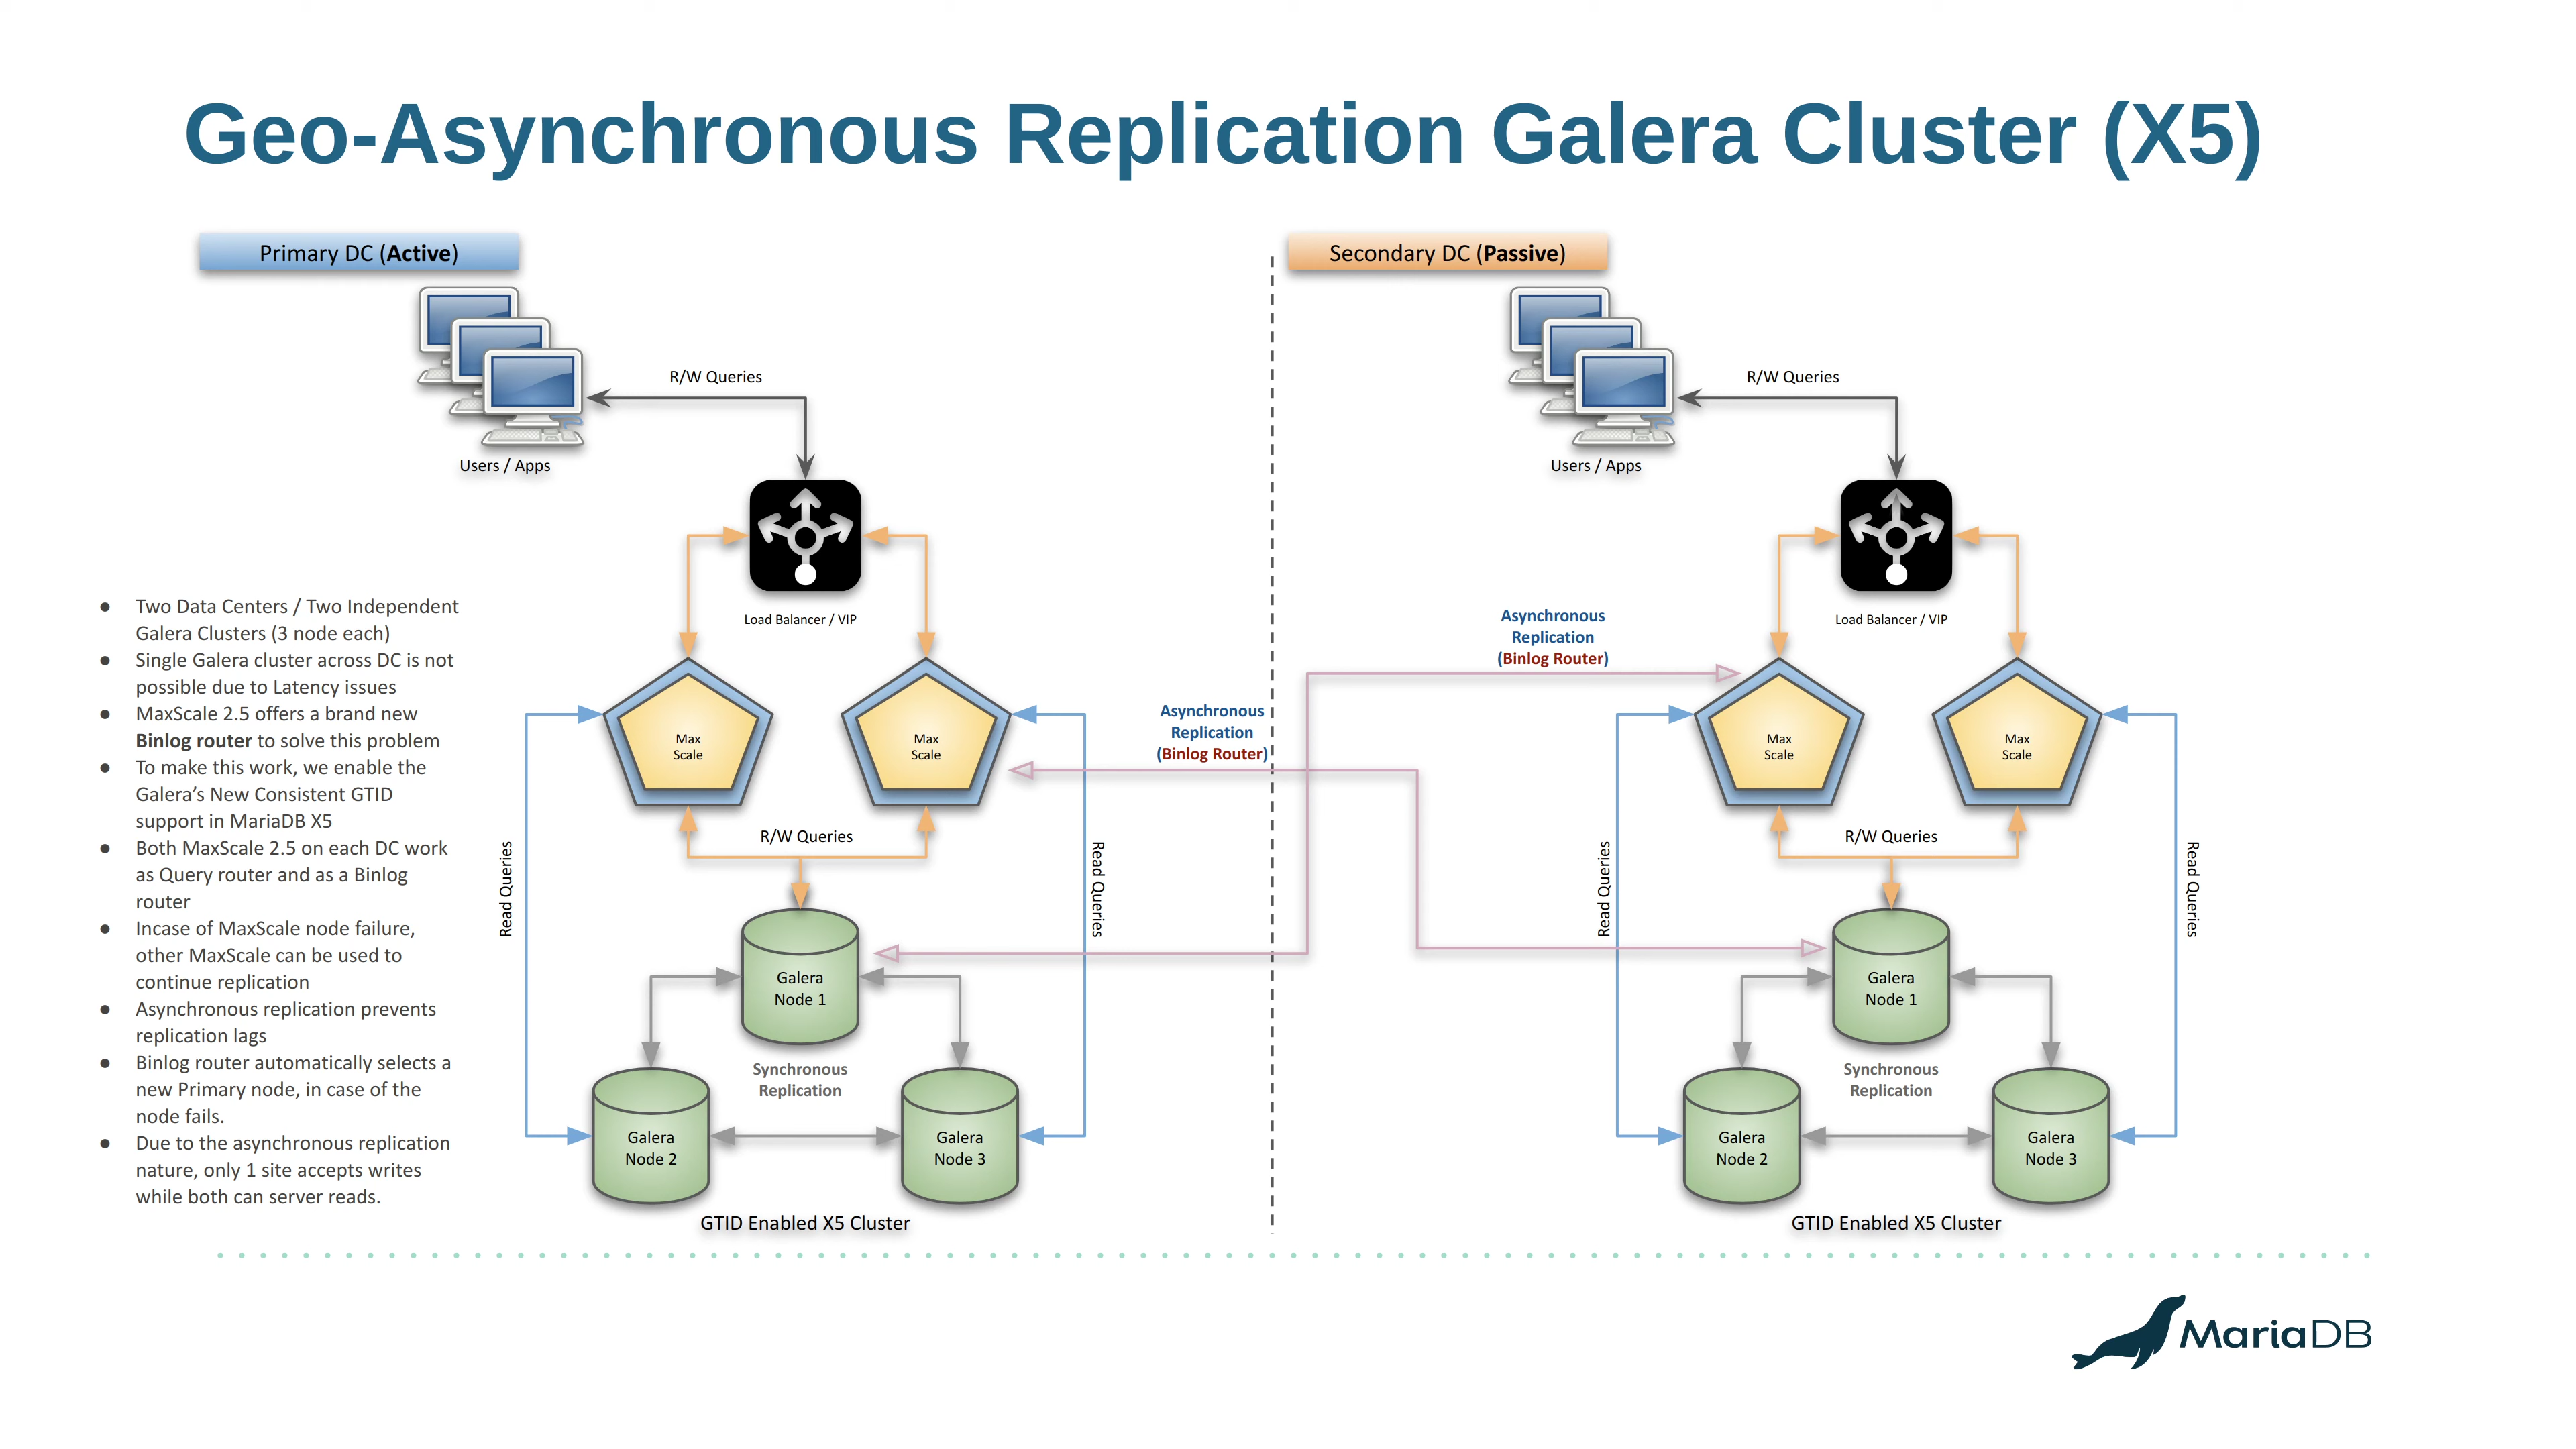 Geo-Asynchronous Replication Galera Cluster (X5)
Primary DC (Active)
R/W Queries
Users / Apps
Load Balancer / VIP
● Two Data Centers / Two Independent
Galera Clusters (3 node each)
● Single Galera cluster across DC is not
possible due to Latency issues
● MaxScale 2.5 offers a brand new
Binlog router to solve this problem
● To make this work, we enable the
Galera’s New Consistent GTID
support in MariaDB X5
● Both MaxScale 2.5 on each DC work
as Query router and as a Binlog
router
● Incase of MaxScale node failure,
other MaxScale can be used to
continue replication
● Asynchronous replication prevents
replication lags
● Binlog router automatically selects a
new Primary node, in case of the
node fails.
● Due to the asynchronous replication
nature, only 1 site accepts writes
while both can server reads.
Max
Scale
Max
Scale
R/W Queries
Read Queries
Read Queries
Galera
Node 1
Synchronous
Replication
Galera
Node 2
Galera
Node 3
GTID Enabled X5 Cluster
Asynchronous
Replication
(Binlog Router)
Secondary DC (Passive)
R/W Queries
Users / Apps
Load Balancer / VIP
Asynchronous
Replication
(Binlog Router)
Max
Scale
Max
Scale
R/W Queries
Read Queries
Read Queries
Galera
Node 1
Synchronous
Replication
Galera
Node 2
Galera
Node 3
GTID Enabled X5 Cluster
MariaDB